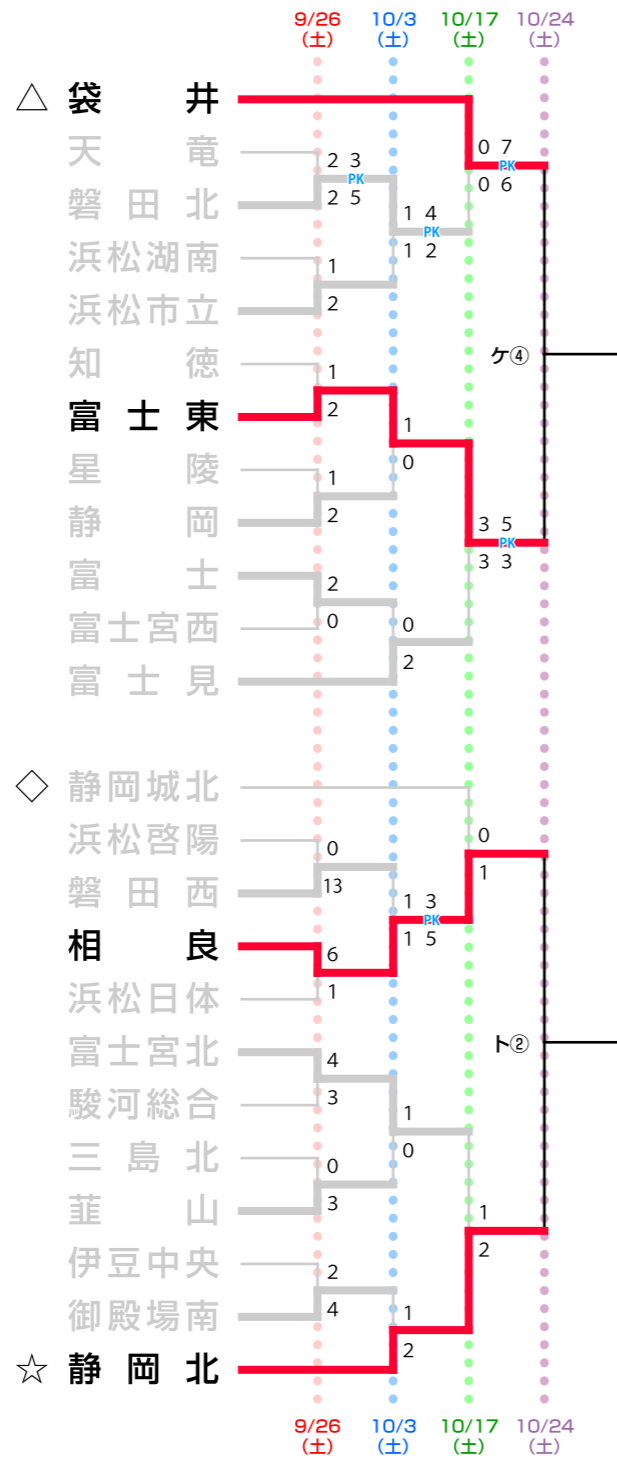 9/26 10/3 10/17 10/24
(土) (土) (土) (土)
△ 袋井
天竜
2 3
PK
磐田北
2 5
0 7
PK
0 6
1 4
PK
1 2
浜松湖南
1
浜松市立
2
知徳
1
ケ④
富士東
2
1
0
星陵
1
静岡
2
3 5
PK
3 3
富士
2
富士宮西
0
0
2
富士見
◇ 静岡城北
浜松啓陽
0
0
1
磐田西
13
1 3
PK
1 5
相良
6
浜松日体
1
富士宮北
4
ト②
駿河総合
3
1
0
三島北
0
韮山
3
1
2
伊豆中央
2
御殿場南
4
1
2
☆ 静岡北
9/26 10/3 10/17 10/24
(土) (土) (土) (土)